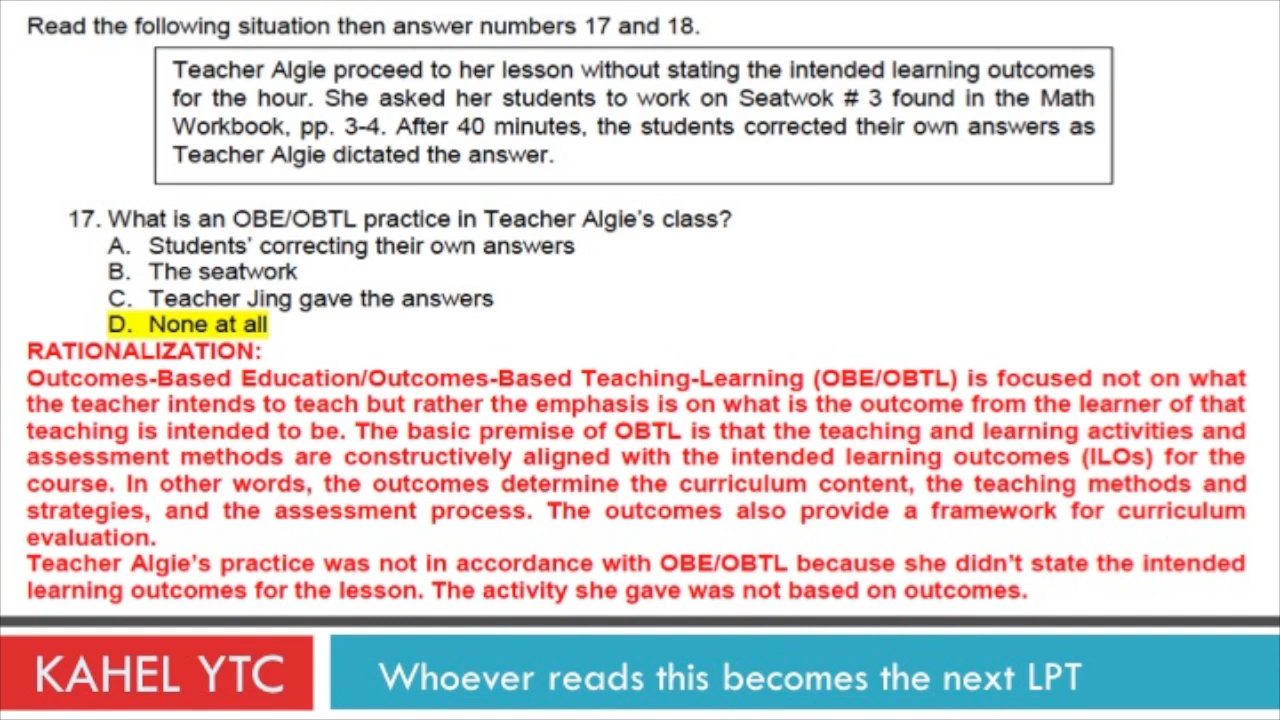 Read the following situation then answer numbers 17 and 18.
Teacher Algie proceed to her lesson without stating the intended learning outcomes
for the hour. She asked her students to work on Seatwok # 3 found in the Math
Workbook, pp. 3-4. After 40 minutes, the students corrected their own answers as
Teacher Algie dictated the answer.
17. What is an OBE/OBTL practice in Teacher Algie's class?
A. Students' correcting their own answers
B. The seatwork
C. Teacher Jing gave the answers
D. None at all
RATIONALIZATION:
Outcomes-Based Education/Outcomes-Based Teaching-Learning (OBE/OBTL) is focused not on what
the teacher intends to teach but rather the emphasis is on what is the outcome from the learner of that
teaching is intended to be. The basic premise of OBTL is that the teaching and learning activities and
assessment methods are constructively aligned with the intended learning outcomes (ILOs) for the
course. In other words, the outcomes determine the curriculum content, the teaching methods and
strategies, and the assessment process. The outcomes also provide a framework for curriculum
evaluation.
Teacher Algie's practice was not in accordance with OBE/OBTL because she didn't state the intended
learning outcomes for the lesson. The activity she gave was not based on outcomes.
KAHEL YTC
Whoever reads this becomes the next LPT